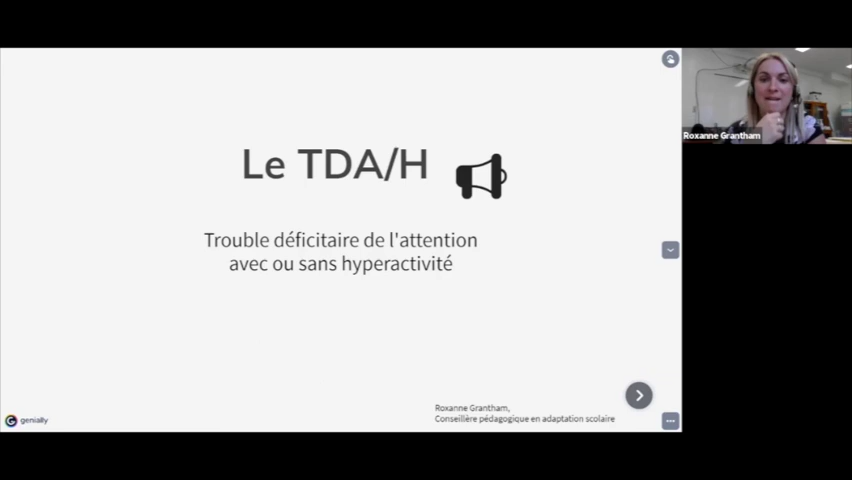 Le TDA/H
Trouble déficitaire de l'attention
avec ou sans hyperactivité
Roxanne Grantham,
Conseillère pédagogique en adaptation scolaire
genially
Roxanne Grantham